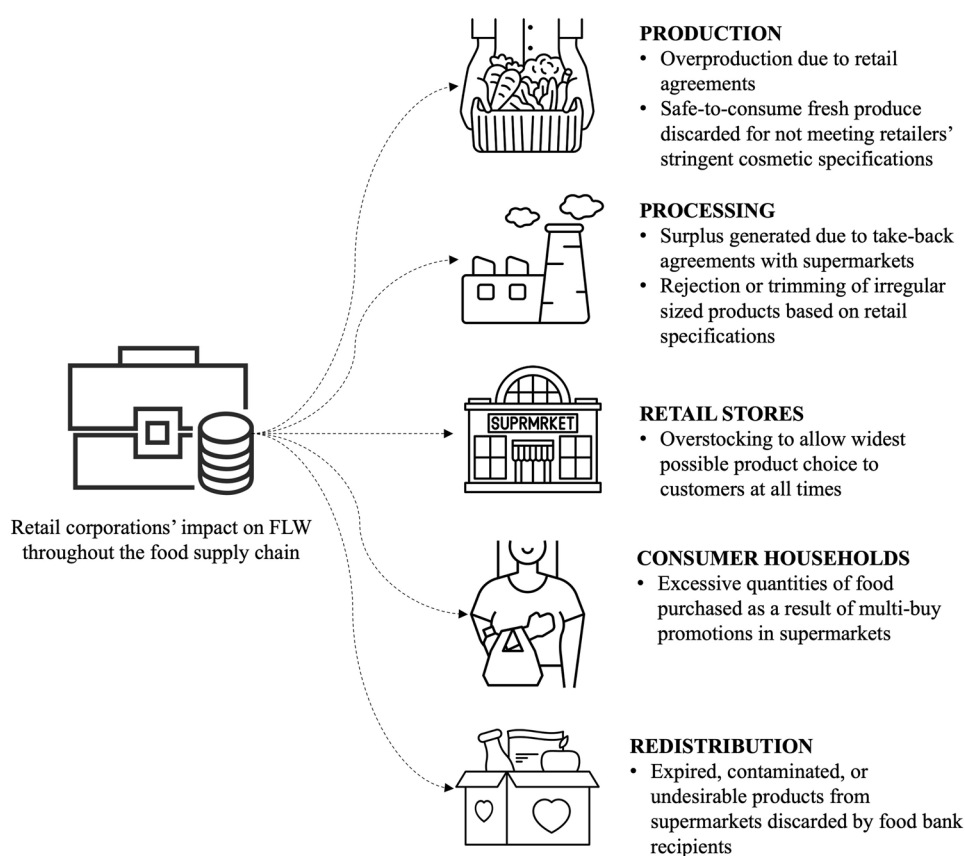 PRODUCTION
• Overproduction due to retail
agreements
• Safe-to-consume fresh produce
discarded for not meeting retailers’
stringent cosmetic specifications
PROCESSING
• Surplus generated due to take-back
agreements with supermarkets
• Rejection or trimming of irregular
sized products based on retail
specifications
SUPRMRKET
RETAIL STORES
• Overstocking to allow widest
possible product choice to
customers at all times
Retail corporations’ impact on FLW
throughout the food supply chain
CONSUMER HOUSEHOLDS
• Excessive quantities of food
purchased as a result of multi-buy
promotions in supermarkets
REDISTRIBUTION
• Expired, contaminated, or
undesirable products from
supermarkets discarded by food bank
recipients